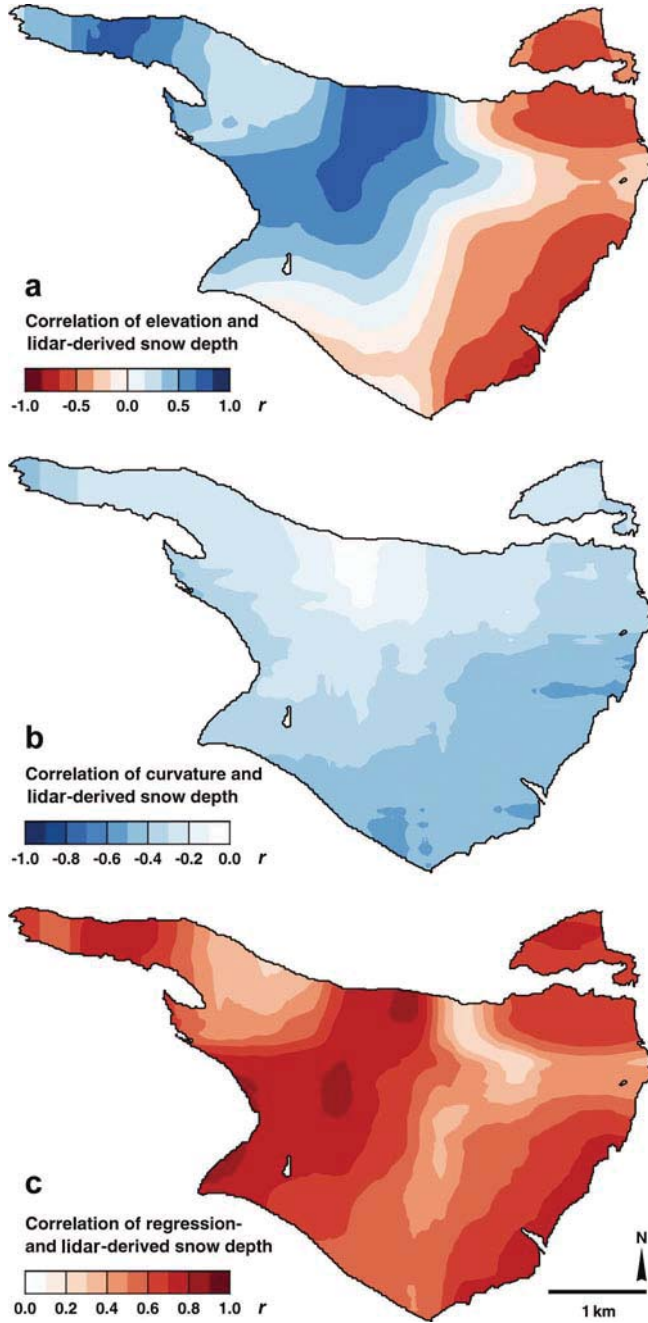 a
Correlation of elevation and
lidar-derived snow depth
-1.0 -0.5 0.0 0.5 1.0 r
b
Correlation of curvature and
lidar-derived snow depth
-1.0 -0.8 -0.6 -0.4 -0.2 0.0 r
c
Correlation of regression-
and lidar-derived snow depth
0.0 0.2 0.4 0.6 0.8 1.0 r
N
1 km